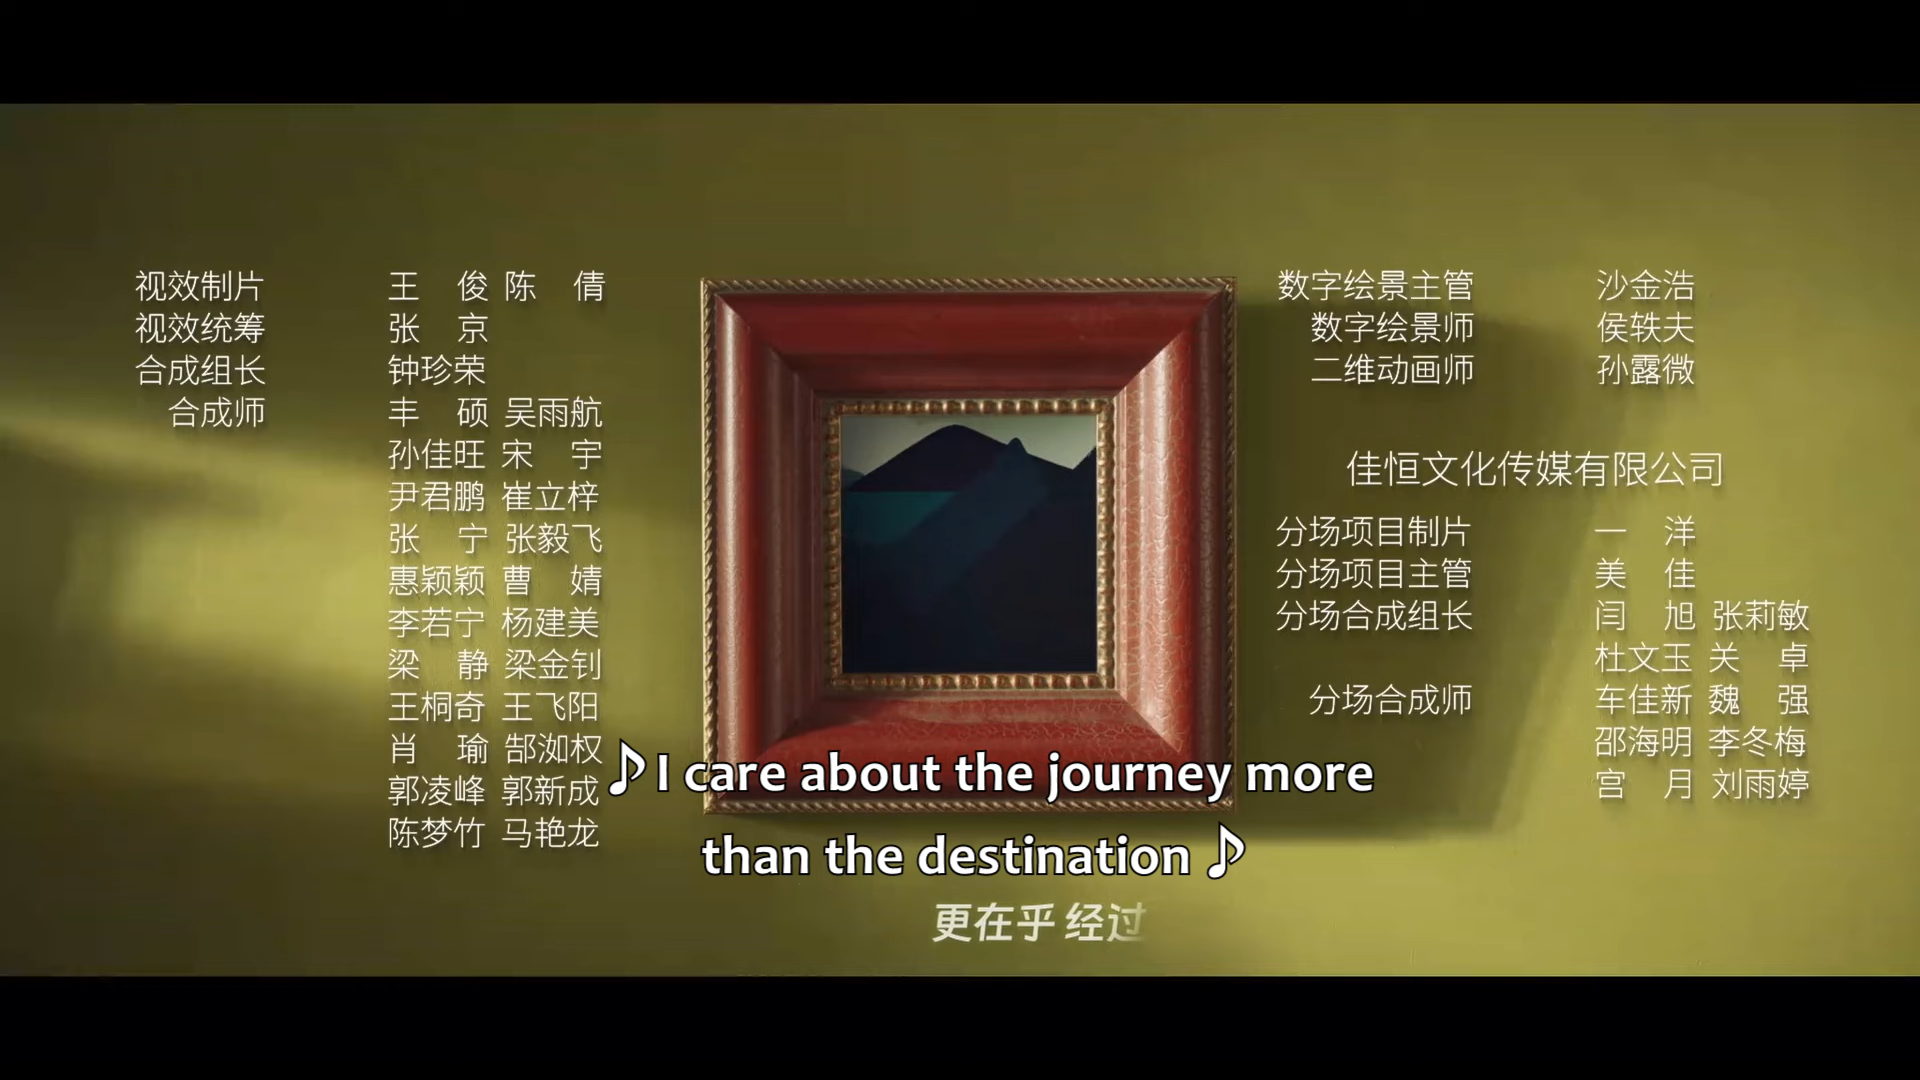 视效制片 王俊 陈倩
视效统筹 张京
合成组长 钟珍荣
合成师 丰硕 吴雨航
孙佳旺 宋宇
尹君鹏 崔立梓
张宁 张毅飞
惠颖颖 曹婧
李若宁 杨建美
梁静 梁金钊
王桐奇 王飞阳
肖瑜 郜洳权
郭凌峰 郭新成
陈梦竹 马艳龙
数字绘景主管 沙金浩
数字绘景师 侯轶夫
二维动画师 孙露微
佳恒文化传媒有限公司
分场项目制片 一洋
分场项目主管 美佳
分场合成组长 闫旭 张莉敏
杜文玉 关卓
分场合成师 车佳新 魏强
邵海明 李冬梅
宫月 刘雨婷
♪ I care about the journey more
than the destination ♪
更在乎 经过